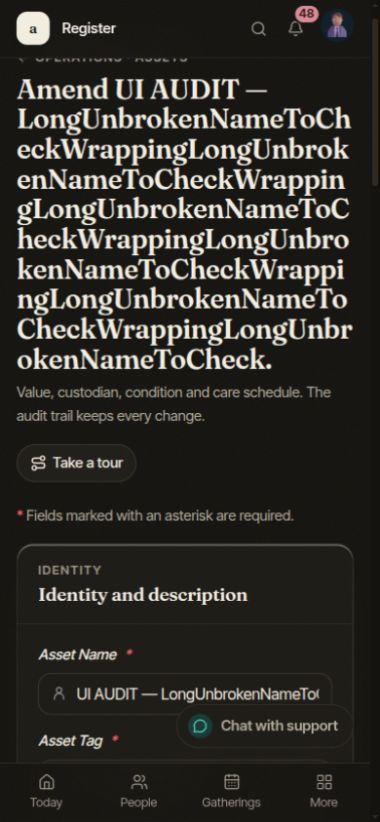 a
Register
48
OPERATIONS · ASSETS
Amend UI AUDIT —
LongUnbrokenNameToCh
eckWrappingLongUnbrok
enNameToCheckWrappin
gLongUnbrokenNameToC
heckWrappingLongUnbro
kenNameToCheckWrappi
ngLongUnbrokenNameTo
CheckWrappingLongUnbr
okenNameToCheck.
Value, custodian, condition and care schedule. The
audit trail keeps every change.
Take a tour
* Fields marked with an asterisk are required.
IDENTITY
Identity and description
Asset Name *
UI AUDIT — LongUnbrokenNameTo
Chat with support
Asset Tag *
Today
People
Gatherings
More